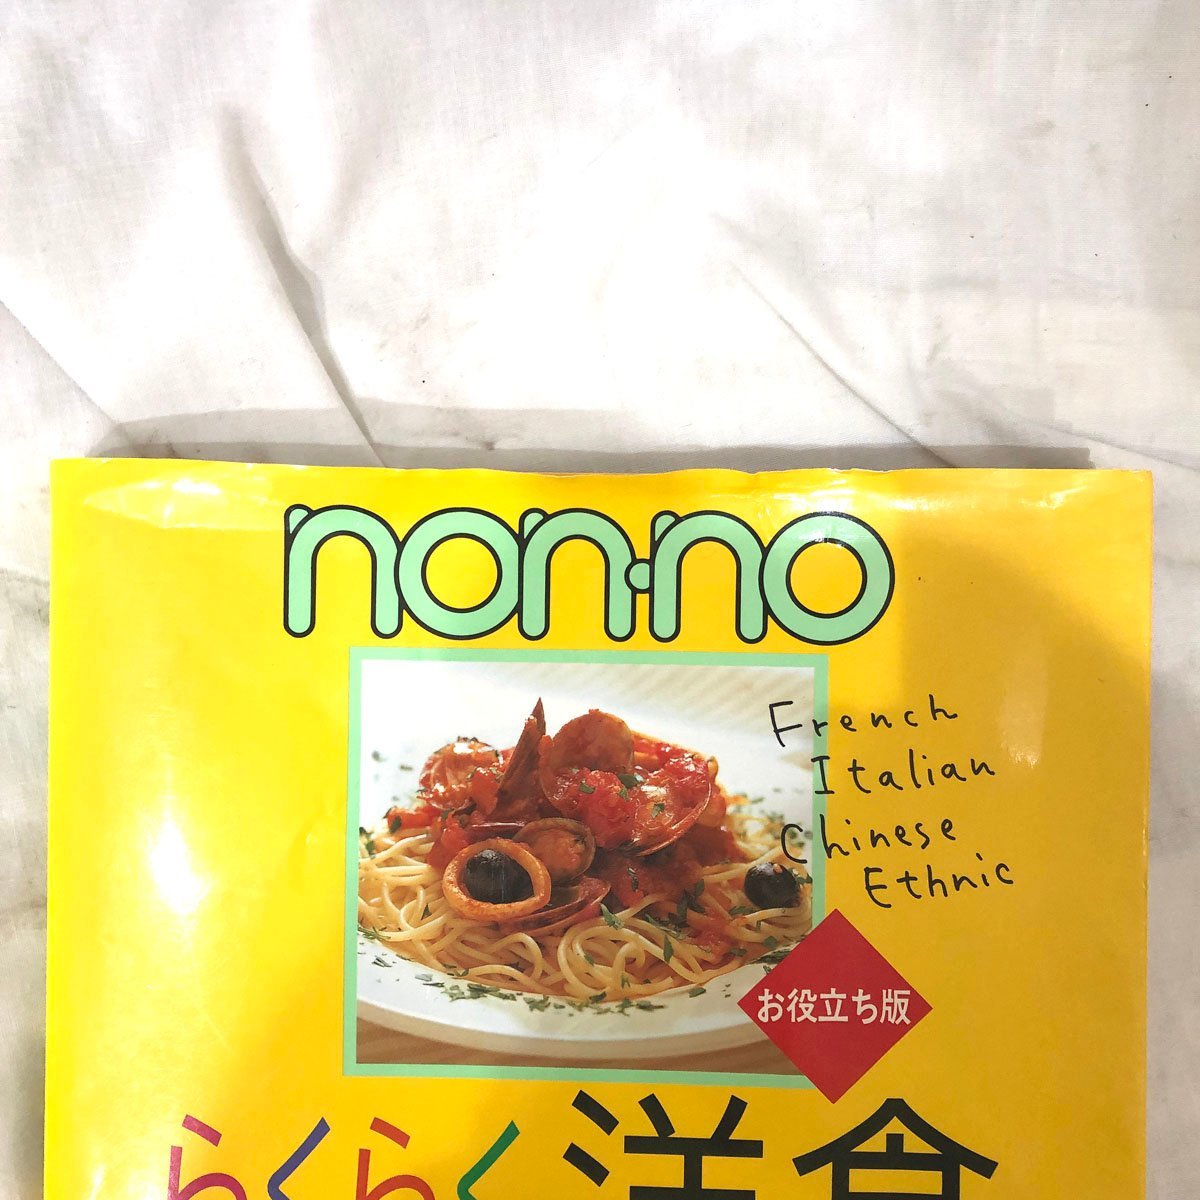 non・no
French
Italian
Chinese
Ethnic
お役立ち版
らくらく洋食